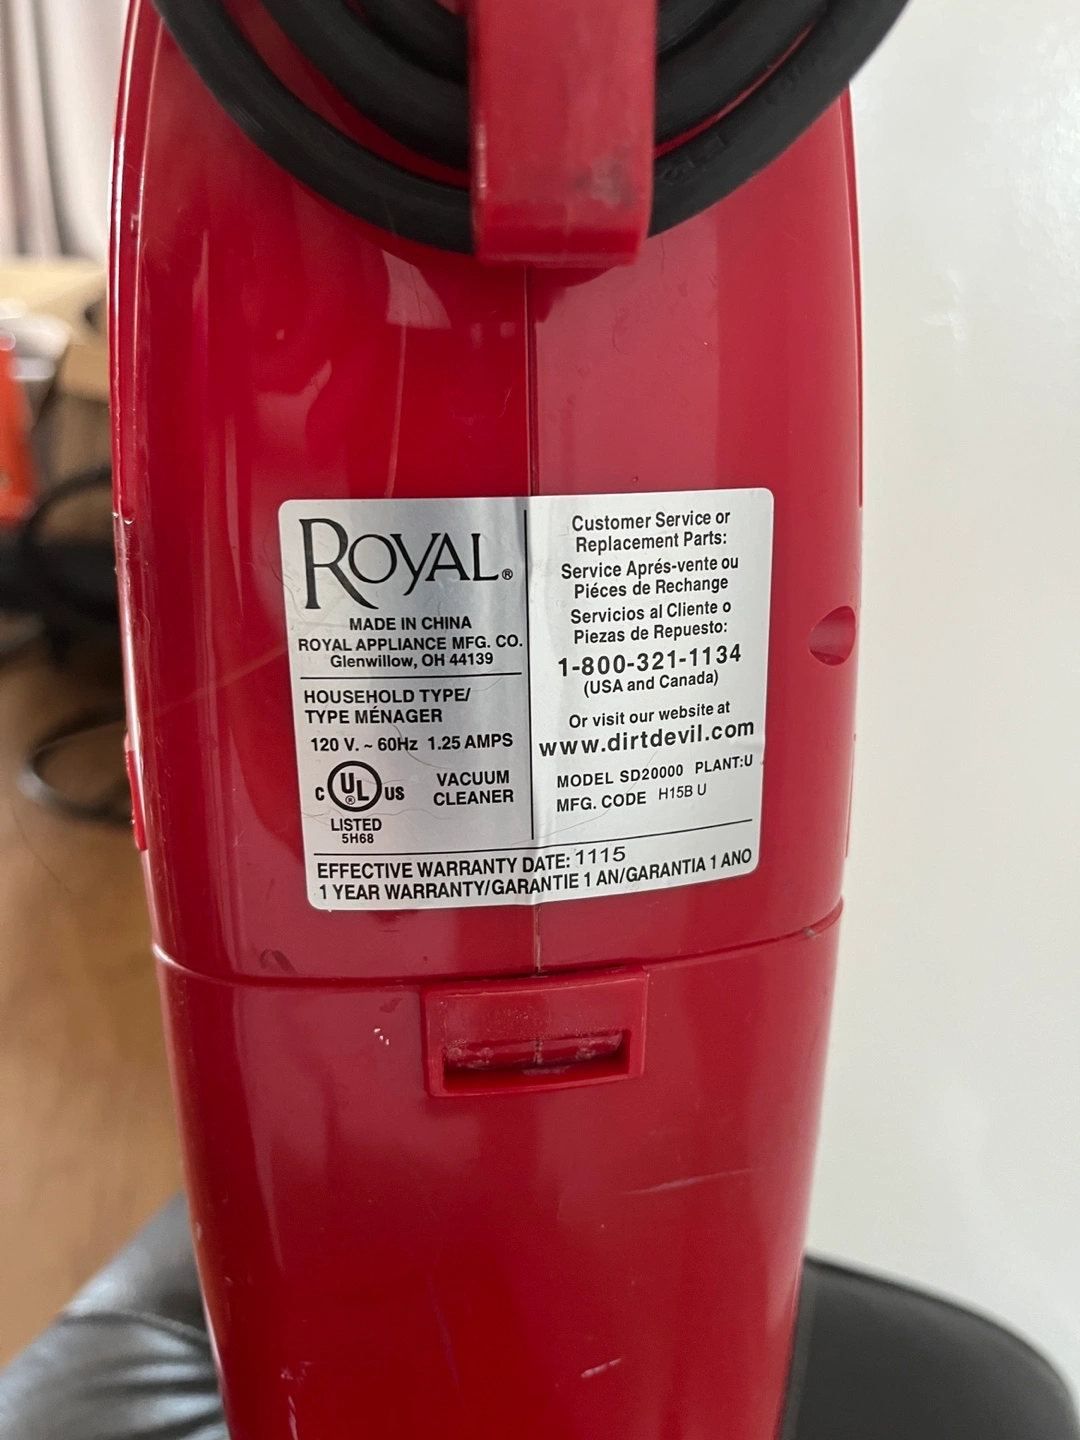 ROYAL®
MADE IN CHINA
ROYAL APPLIANCE MFG. CO.
Glenwillow, OH 44139
HOUSEHOLD TYPE/
TYPE MÉNAGER
120 V. ~ 60Hz 1.25 AMPS
C UL ® US
LISTED
5H68
VACUUM
CLEANER
Customer Service or
Replacement Parts:
Service Aprés-vente ou
Piéces de Rechange
Servicios al Cliente o
Piezas de Repuesto:
1-800-321-1134
(USA and Canada)
Or visit our website at
www.dirtdevil.com
MODEL SD20000 PLANT:U
MFG. CODE H15B U
EFFECTIVE WARRANTY DATE: 1115
1 YEAR WARRANTY/GARANTIE 1 AN/GARANTIA 1 ANO